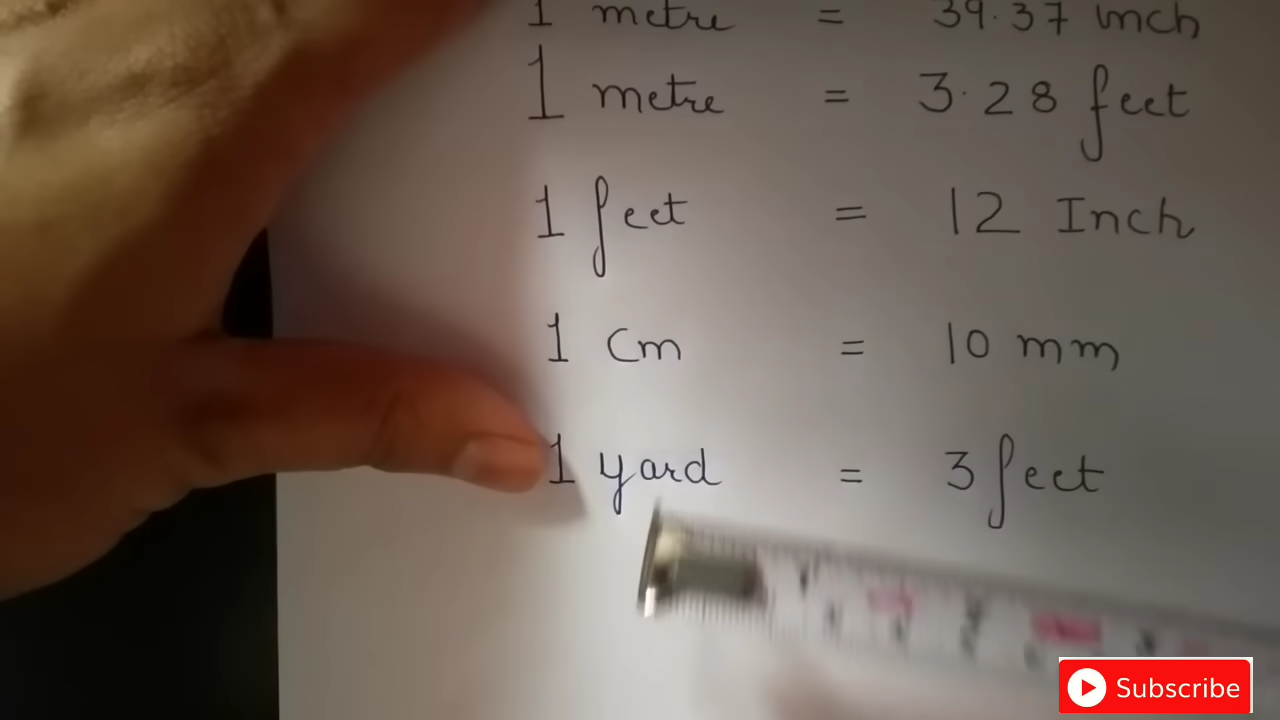 1 metre = 39.37 inch
1 metre = 3.28 feet
1 feet = 12 Inch
1 Cm = 10 mm
1 yard = 3 feet
Subscribe